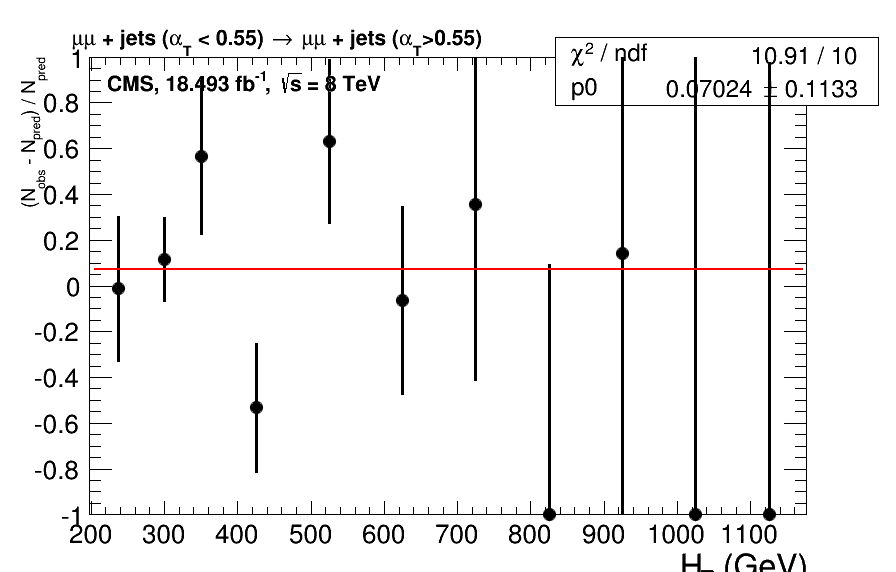 μμ + jets (α_T < 0.55) → μμ + jets (α_T>0.55)
χ² / ndf 10.91 / 10
p0 0.07024 ± 0.1133
CMS, 18.493 fb⁻¹, √s = 8 TeV
(N_obs - N_pred) / N_pred
1
0.8
0.6
0.4
0.2
0
-0.2
-0.4
-0.6
-0.8
-1
200 300 400 500 600 700 800 900 1000 1100
(GeV)